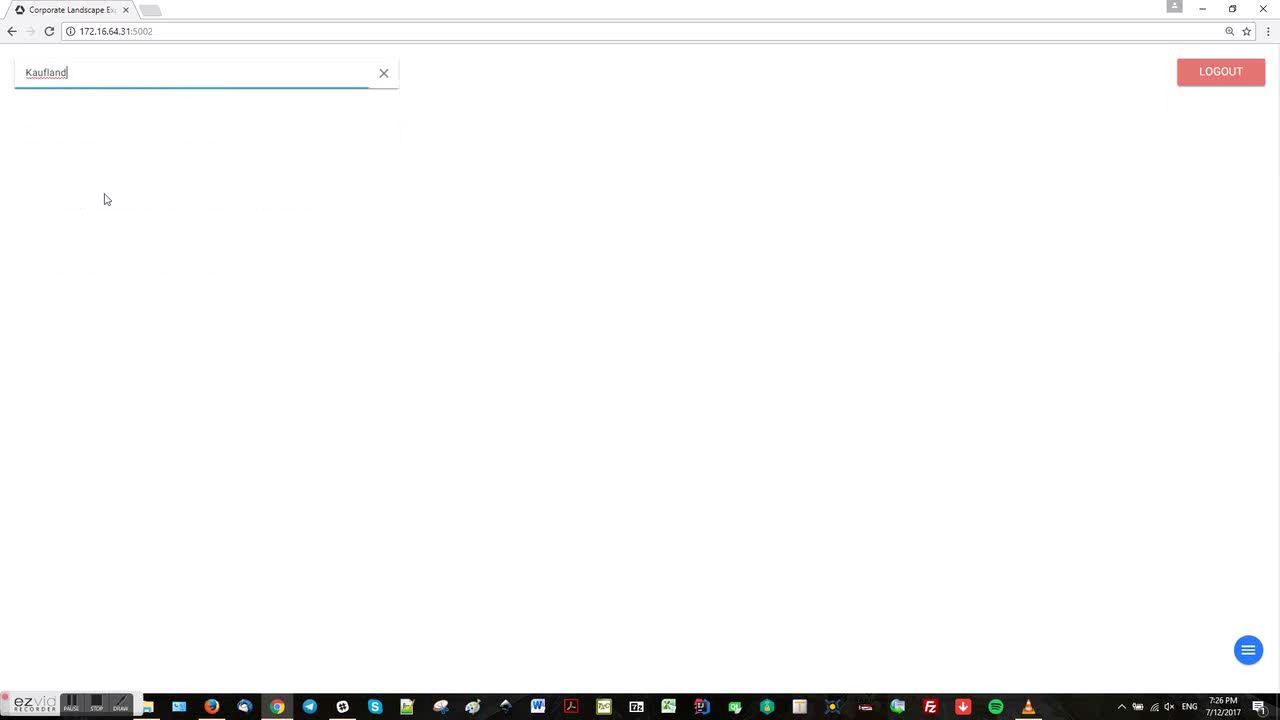 Corporate Landscape Ex
172.16.64.31:5002
Kaufland
LOGOUT
ezvid
RECORDER
PAUSE
STOP
DRAW
ENG
7:26 PM
7/12/2017